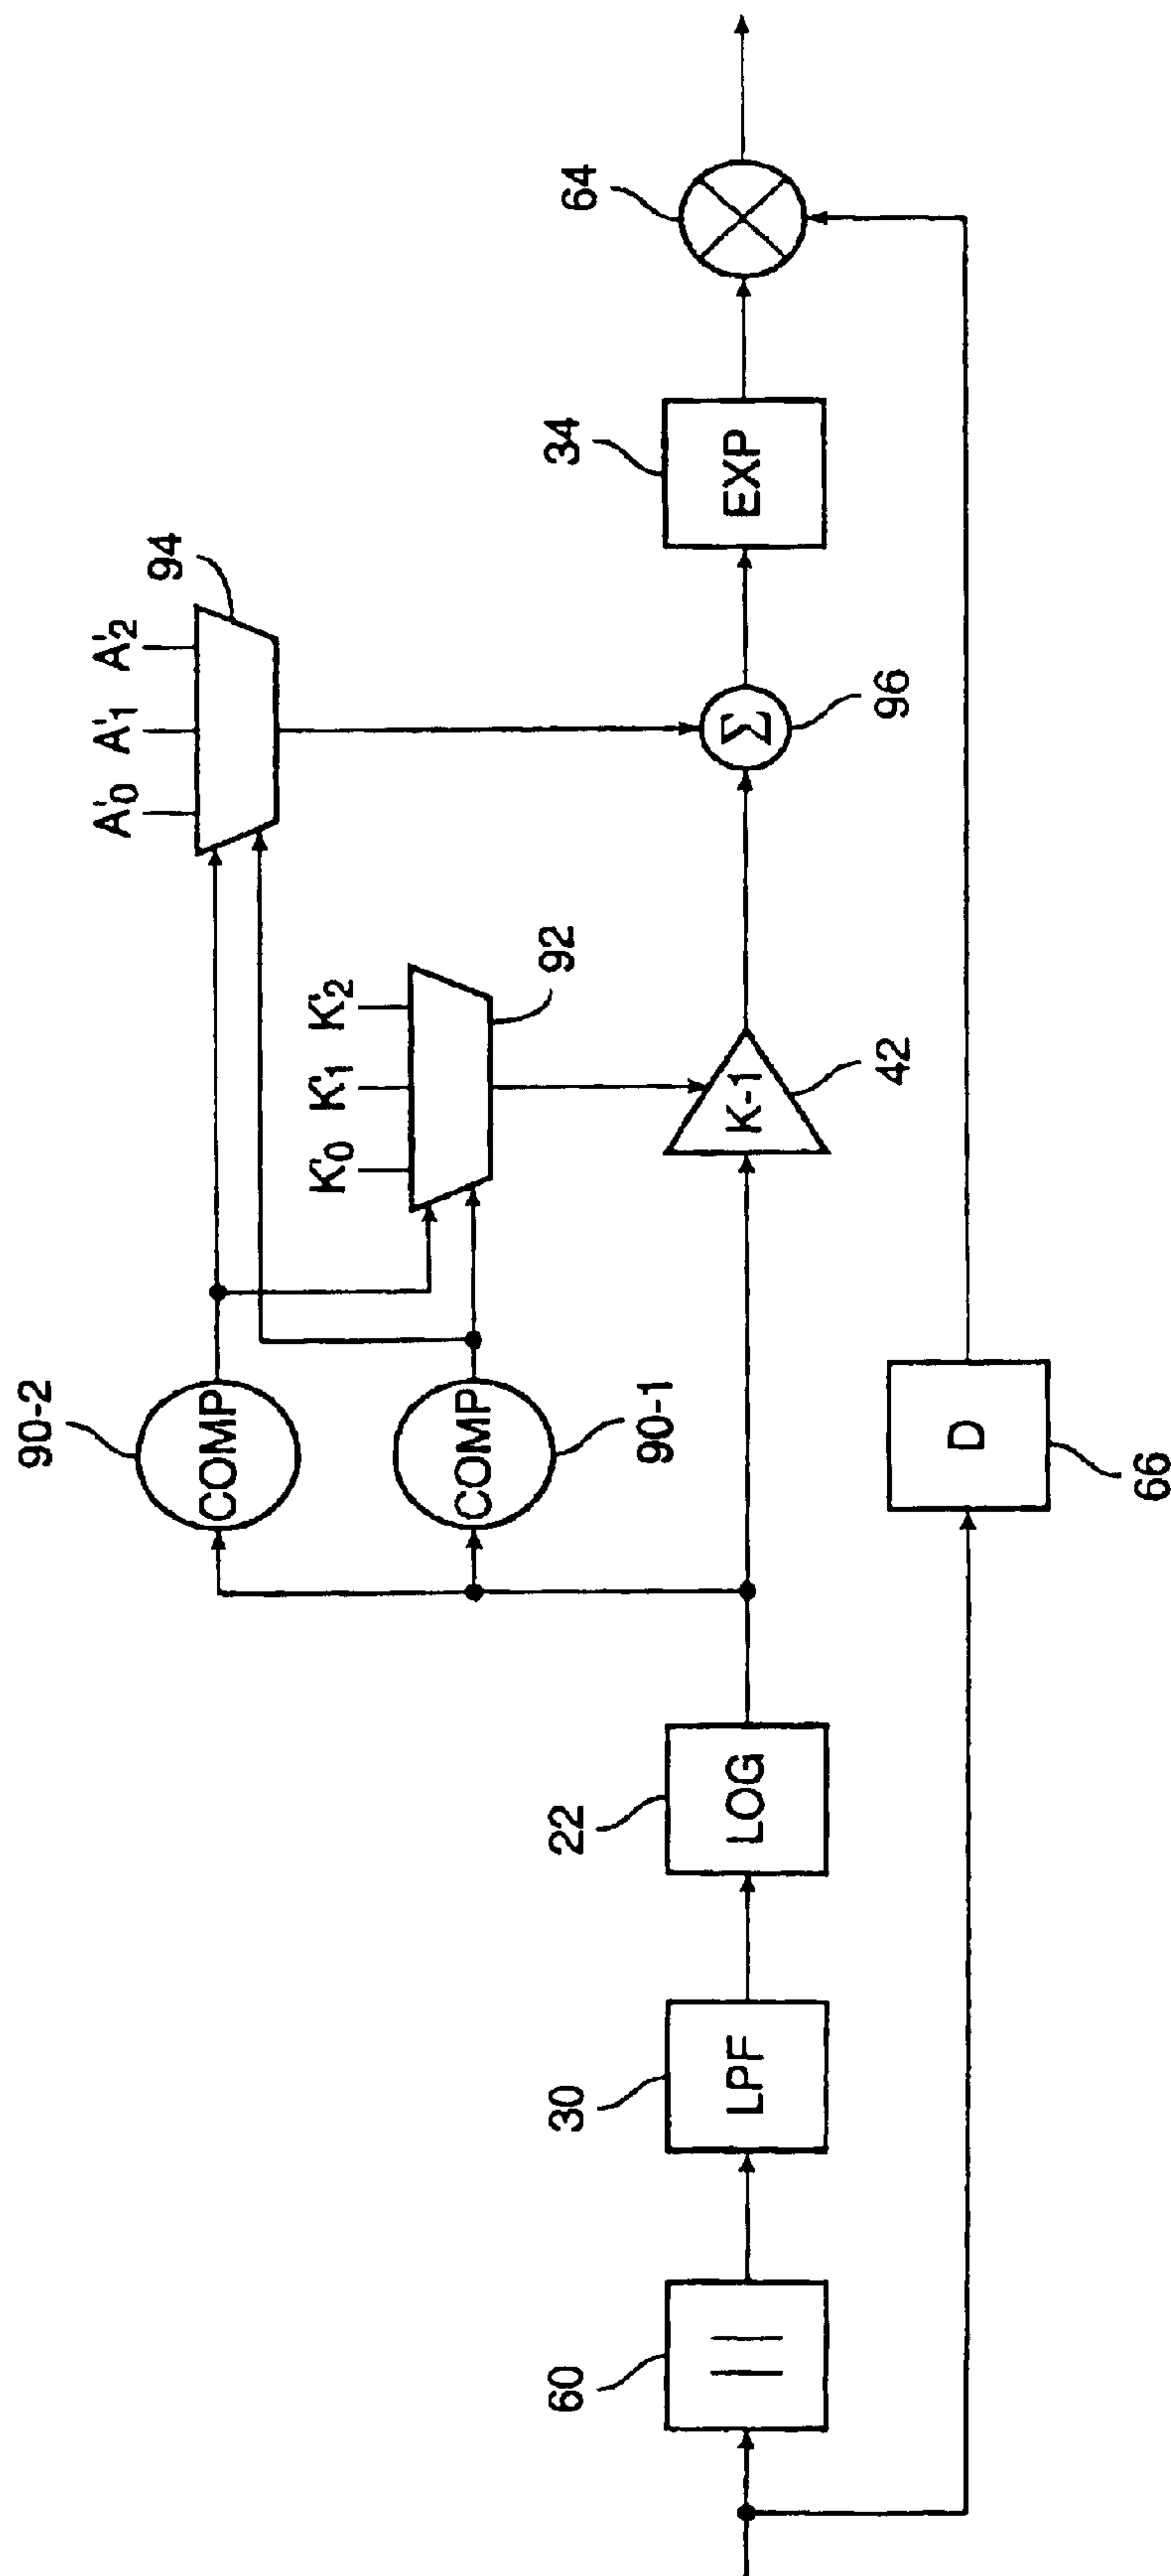 90-2
COMP
COMP
90-1
A'0 A'1 A'2
94
K'0 K'1 K'2
92
60
| |
30
LPF
22
LOG
K-1
42
Σ
96
34
EXP
64
D
66